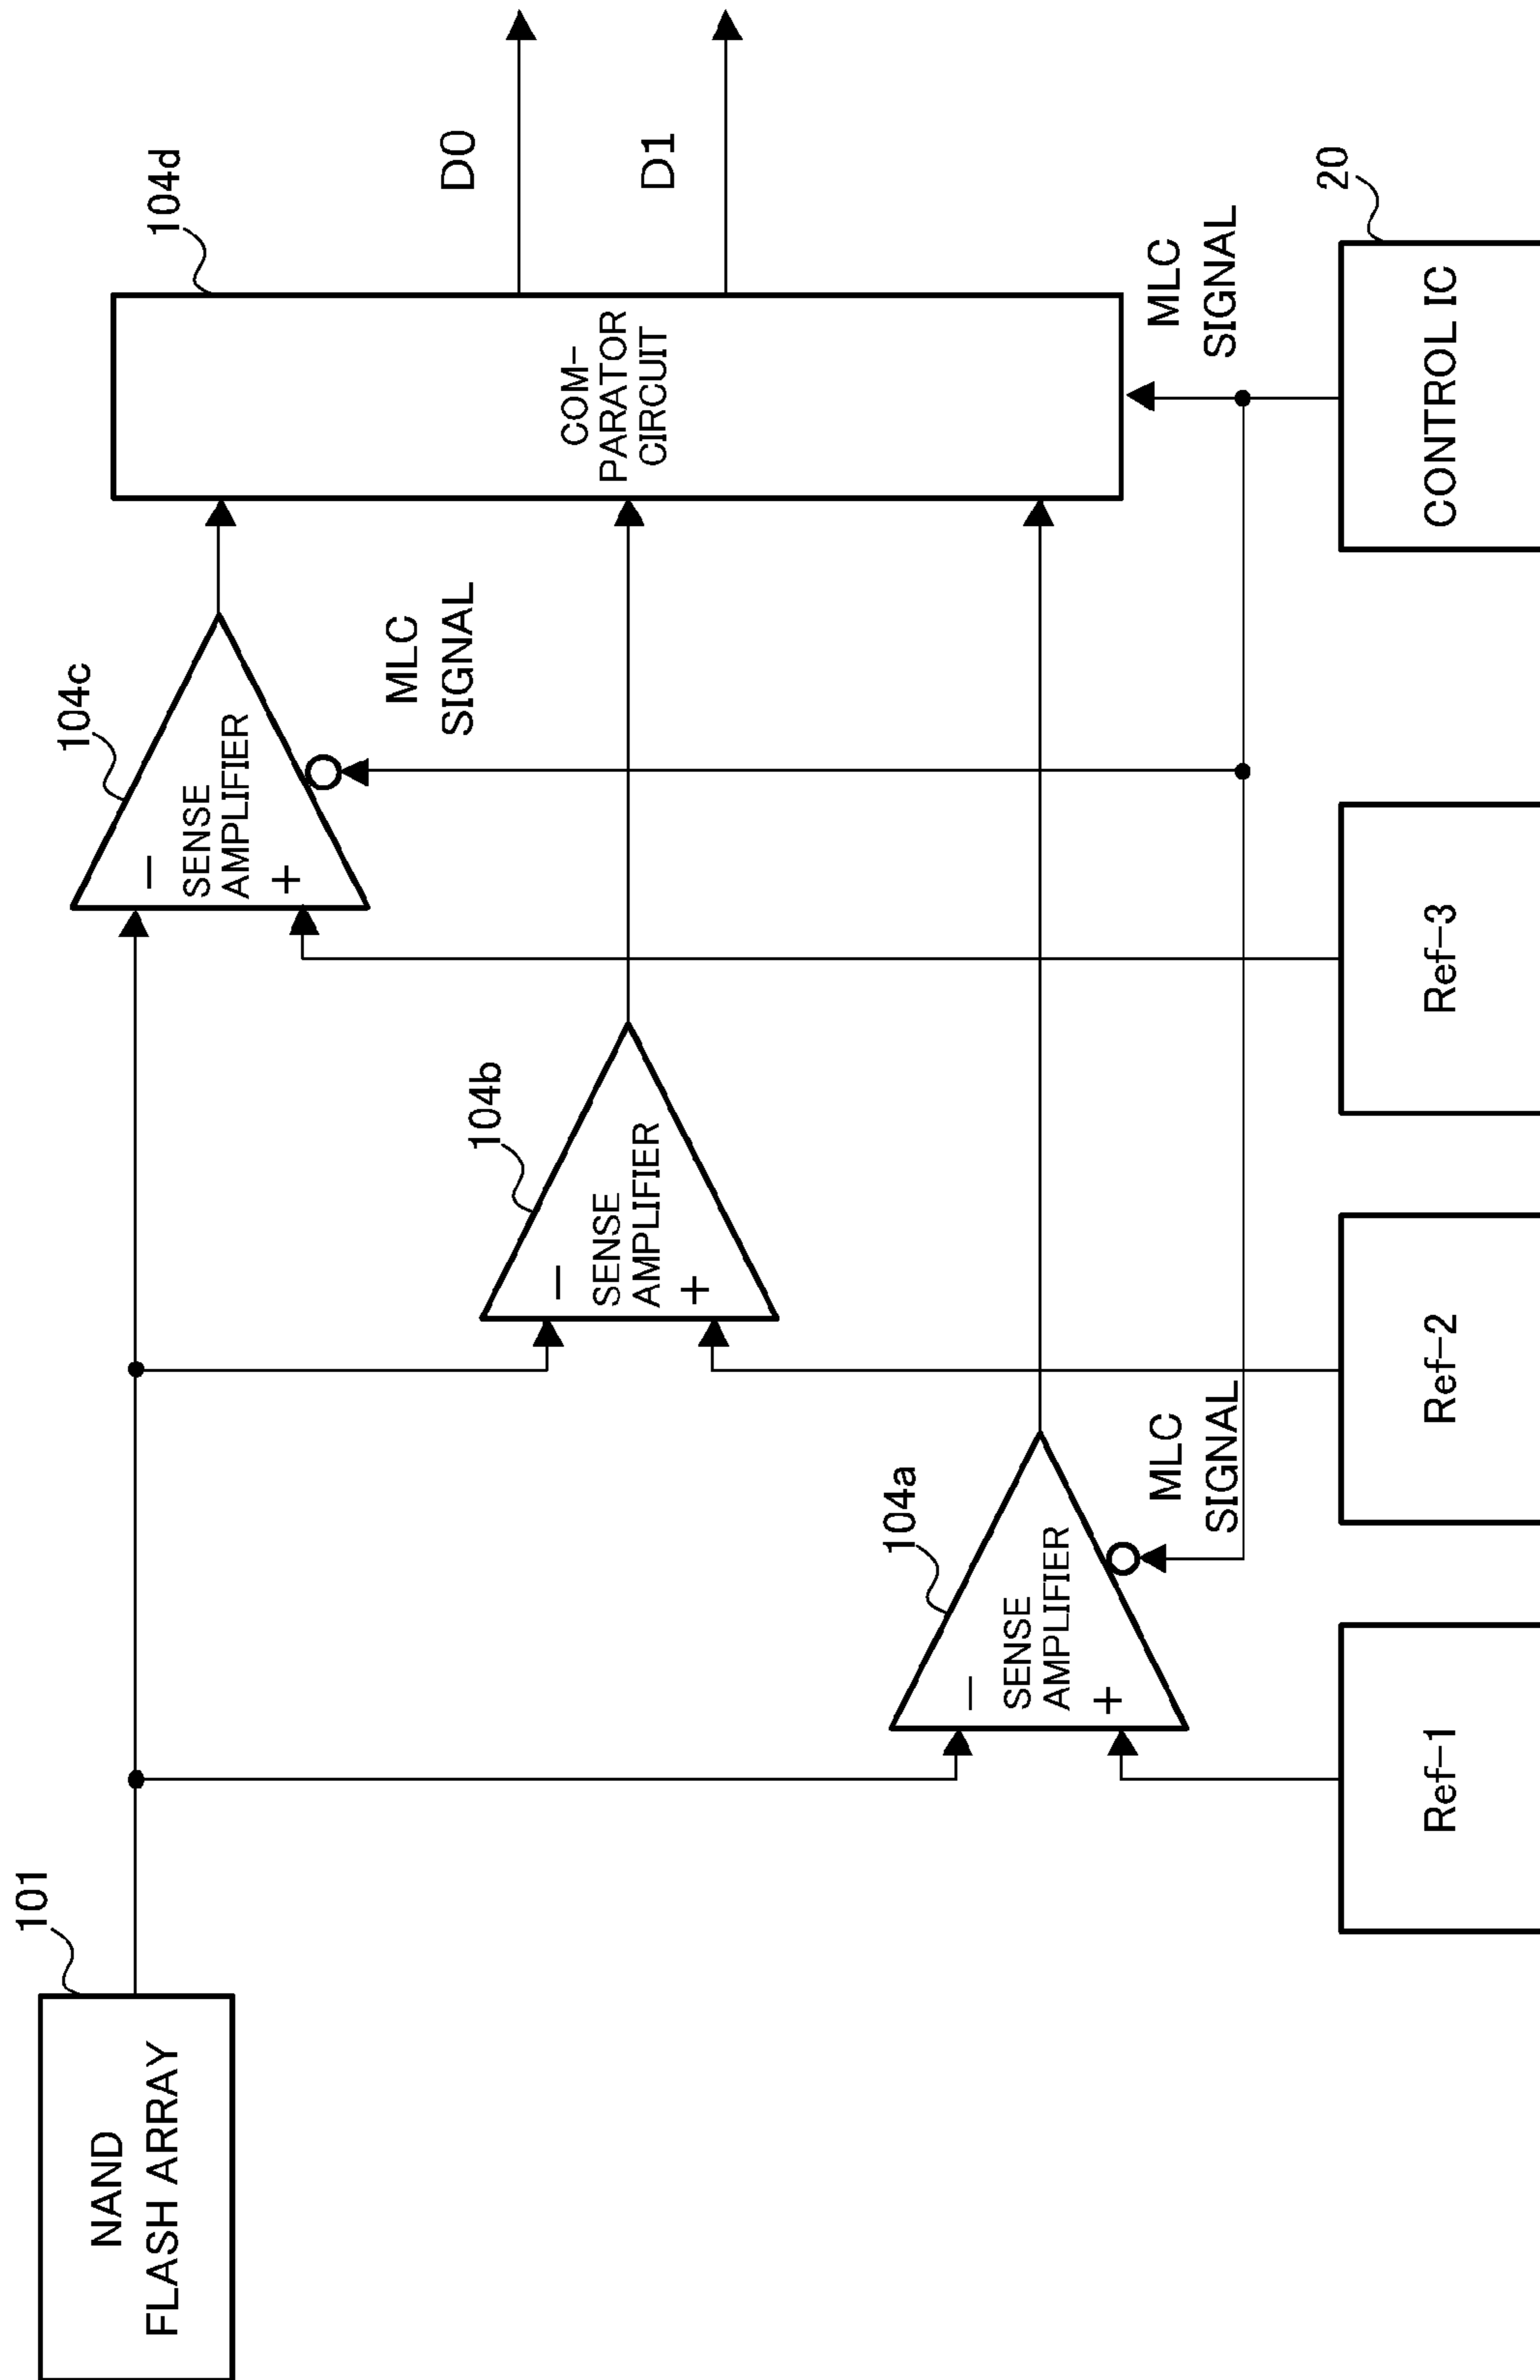 101
NAND
FLASH ARRAY
104c
−
SENSE
AMPLIFIER
+
MLC
SIGNAL
104b
−
SENSE
AMPLIFIER
+
104a
−
SENSE
AMPLIFIER
+
MLC
SIGNAL
104d
COM-
PARATOR
CIRCUIT
D0
D1
MLC
SIGNAL
Ref-1
Ref-2
Ref-3
20
CONTROL IC